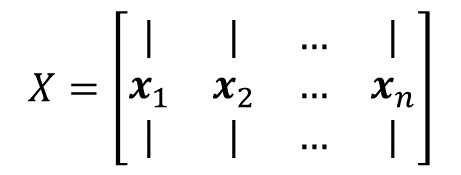 | | ... |
X = [ x₁ x₂ ... xₙ ]
| | ... |